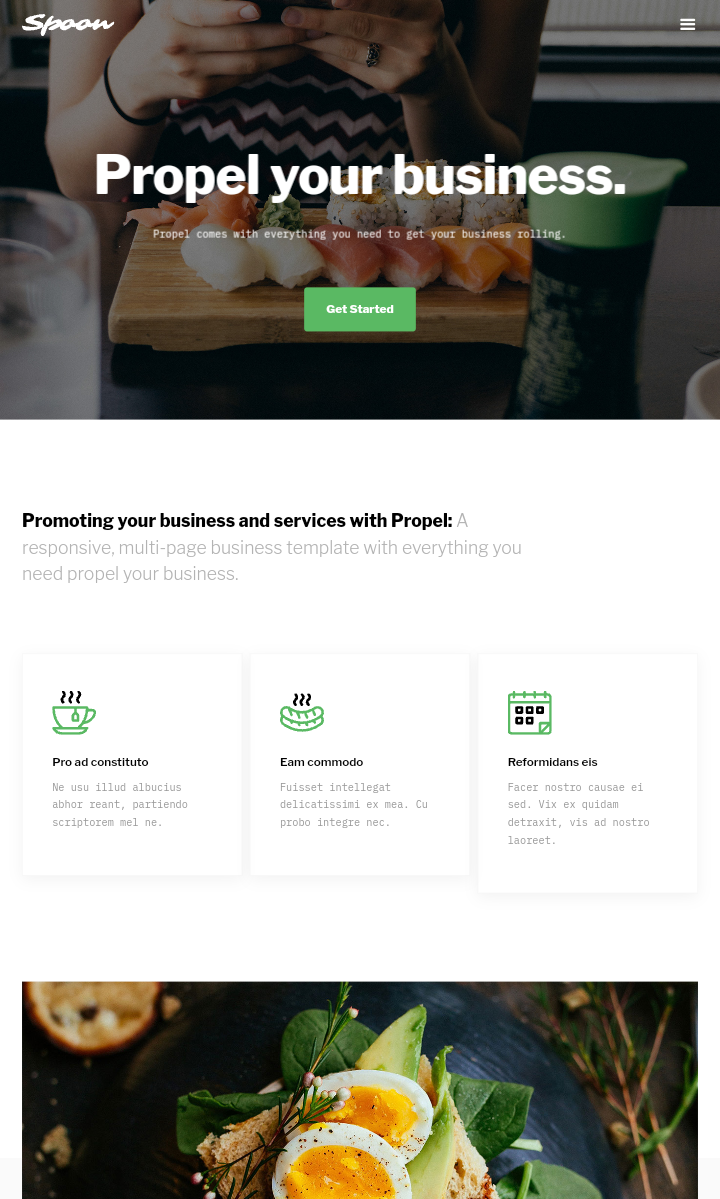 Spoon
Propel your business.
Propel comes with everything you need to get your business rolling.
Get Started
Promoting your business and services with Propel: A
responsive, multi-page business template with everything you
need propel your business.
Pro ad constituto
Ne usu illud albucius
abhor reant, partiendo
scriptorem mel ne.
Eam commodo
Fuisset intellegat
delicatissimi ex mea. Cu
probo integre nec.
Reformidans eis
Facer nostro causae ei
sed. Vix ex quidam
detraxit, vis ad nostro
laoreet.